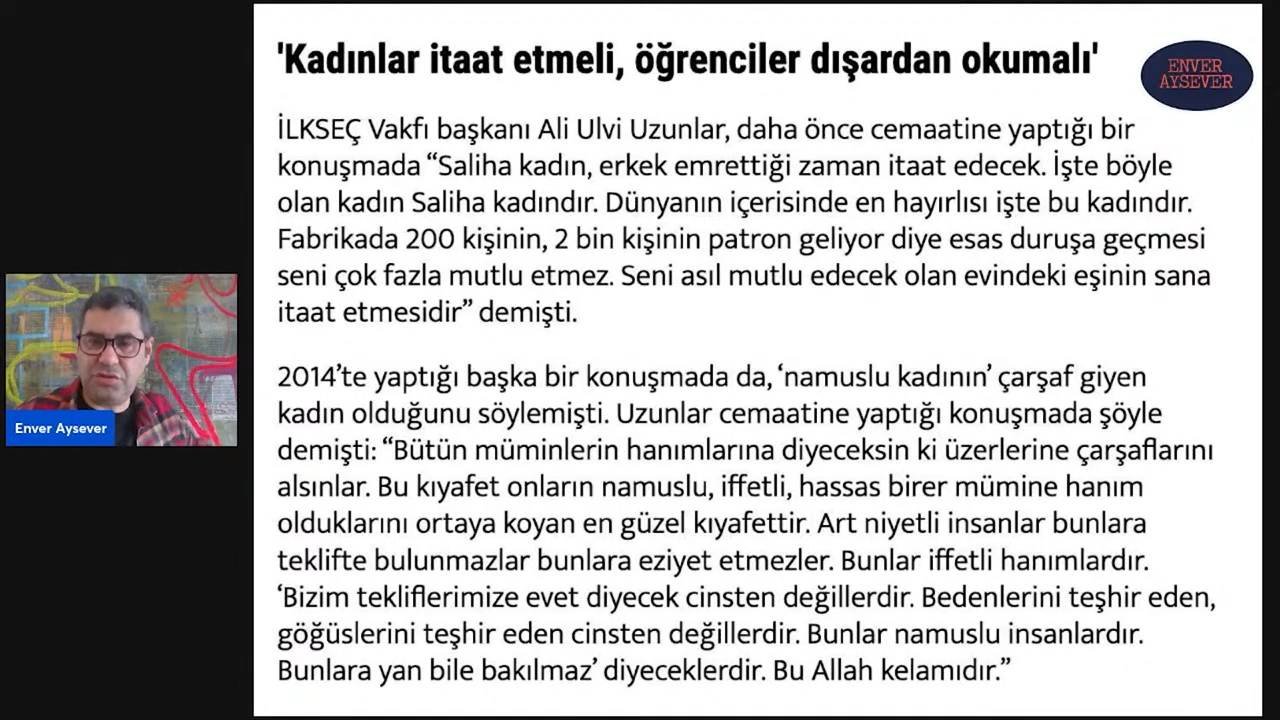 'Kadınlar itaat etmeli, öğrenciler dışardan okumalı'
ENVER
AYSEVER
İLKSEÇ Vakfı başkanı Ali Ulvi Uzunlar, daha önce cemaatine yaptığı bir
konuşmada “Saliha kadın, erkek emrettiği zaman itaat edecek. İşte böyle
olan kadın Saliha kadındır. Dünyanın içerisinde en hayırlısı işte bu kadındır.
Fabrikada 200 kişinin, 2 bin kişinin patron geliyor diye esas duruşa geçmesi
seni çok fazla mutlu etmez. Seni asıl mutlu edecek olan evindeki eşinin sana
itaat etmesidir” demişti.
2014’te yaptığı başka bir konuşmada da, ‘namuslu kadının’ çarşaf giyen
kadın olduğunu söylemişti. Uzunlar cemaatine yaptığı konuşmada şöyle
demişti: “Bütün müminlerin hanımlarına diyeceksin ki üzerlerine çarşaflarını
alsınlar. Bu kıyafet onların namuslu, iffetli, hassas birer mümine hanım
olduklarını ortaya koyan en güzel kıyafettir. Art niyetli insanlar bunlara
teklifte bulunmazlar bunlara eziyet etmezler. Bunlar iffetli hanımlardır.
‘Bizim tekliflerimize evet diyecek cinsten değillerdir. Bedenlerini teşhir eden,
göğüslerini teşhir eden cinsten değillerdir. Bunlar namuslu insanlardır.
Bunlara yan bile bakılmaz’ diyeceklerdir. Bu Allah kelamıdır.”
Enver Aysever